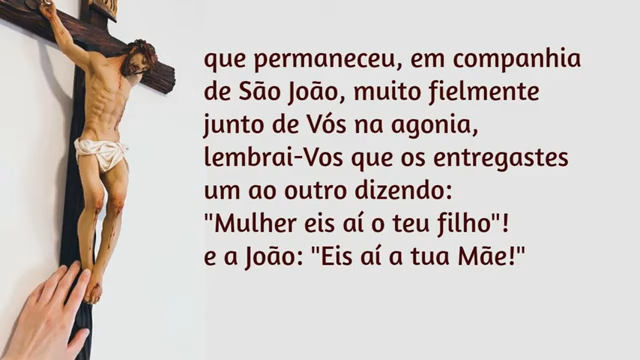 que permaneceu, em companhia
de São João, muito fielmente
junto de Vós na agonia,
lembrai-Vos que os entregastes
um ao outro dizendo:
"Mulher eis aí o teu filho"!
e a João: "Eis aí a tua Mãe!"